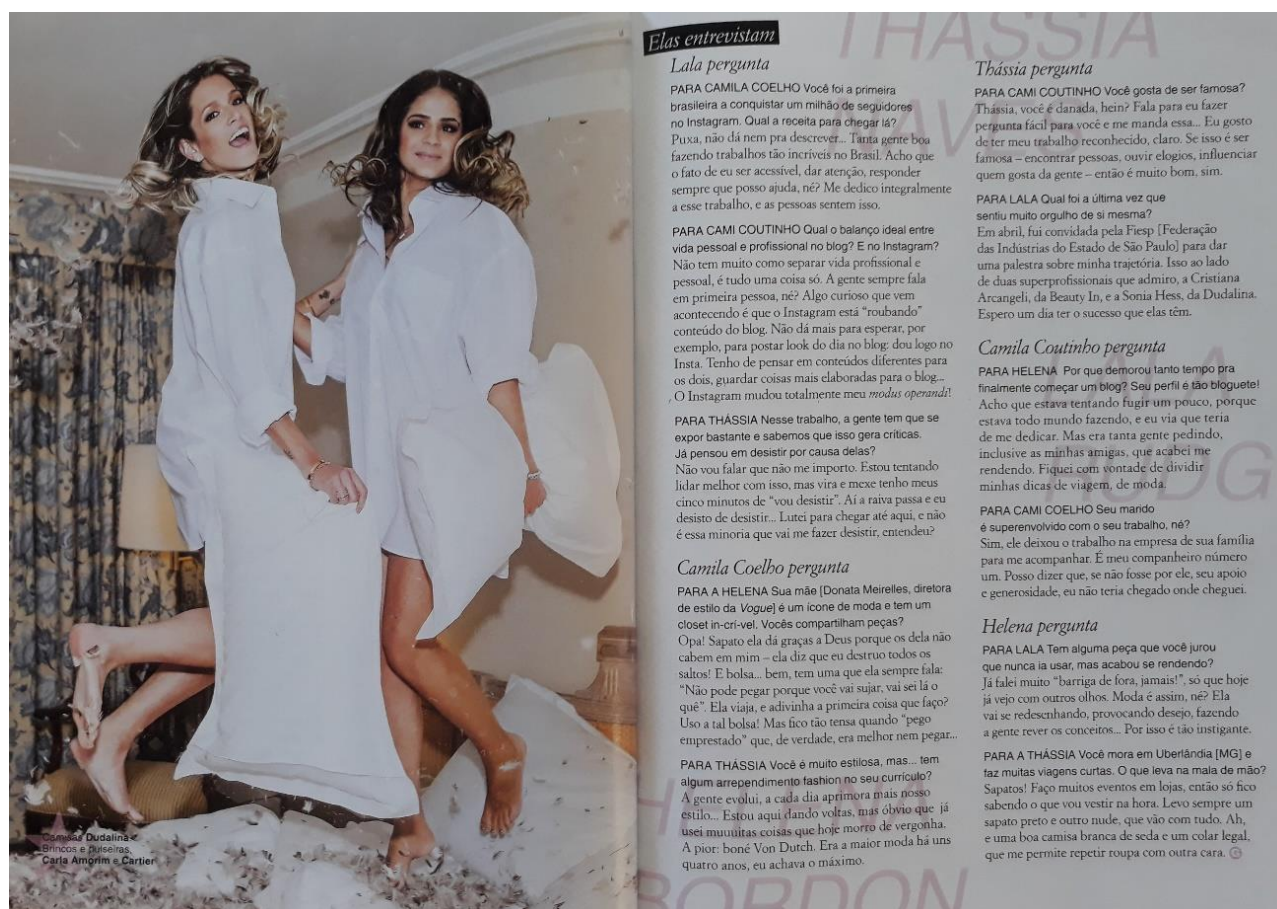 Camisas Dudalina
Brincos e pulseiras,
Carla Amorim e Cartier
Elas entrevistam
Lala pergunta
PARA CAMILA COELHO Você foi a primeira
brasileira a conquistar um milhão de seguidores
no Instagram. Qual a receita para chegar lá?
Puxa, não dá nem pra descrever... Tanta gente boa
fazendo trabalhos tão incríveis no Brasil. Acho que
o fato de eu ser acessível, dar atenção, responder
sempre que posso ajuda, né? Me dedico integralmente
a esse trabalho, e as pessoas sentem isso.
PARA CAMI COUTINHO Qual o balanço ideal entre
vida pessoal e profissional no blog? E no Instagram?
Não tem muito como separar vida profissional e
pessoal, é tudo uma coisa só. A gente sempre fala
em primeira pessoa, né? Algo curioso que vem
acontecendo é que o Instagram está “roubando”
conteúdo do blog. Não dá mais para esperar, por
exemplo, para postar look do dia no blog: dou logo no
Insta. Tenho de pensar em conteúdos diferentes para
os dois, guardar coisas mais elaboradas para o blog...
O Instagram mudou totalmente meu modus operandi!
PARA THÁSSIA Nesse trabalho, a gente tem que se
expor bastante e sabemos que isso gera críticas.
Já pensou em desistir por causa delas?
Não vou falar que não me importo. Estou tentando
lidar melhor com isso, mas vira e mexe tenho meus
cinco minutos de “vou desistir”. Aí a raiva passa e eu
desisto de desistir... Lutei para chegar até aqui, e não
é essa minoria que vai me fazer desistir, entendeu?
Camila Coelho pergunta
PARA A HELENA Sua mãe [Donata Meirelles, diretora
de estilo da Vogue] é um ícone de moda e tem um
closet in-crí-vel. Vocês compartilham peças?
Opa! Sapato ela dá graças a Deus porque os dela não
cabem em mim – ela diz que eu destruo todos os
saltos! E bolsa... bem, tem uma que ela sempre fala:
“Não pode pegar porque você vai sujar, vai sei lá o
quê”. Ela viaja, e adivinha a primeira coisa que faço?
Uso a tal bolsa! Mas fico tão tensa quando “pego
emprestado” que, de verdade, era melhor nem pegar...
PARA THÁSSIA Você é muito estilosa, mas... tem
algum arrependimento fashion no seu currículo?
A gente evolui, a cada dia aprimora mais nosso
estilo... Estou aqui dando voltas, mas óbvio que já
usei muuuitas coisas que hoje morro de vergonha.
A pior: boné Von Dutch. Era a maior moda há uns
quatro anos, eu achava o máximo.
THÁSSIA
NAVES
Thássia pergunta
PARA CAMI COUTINHO Você gosta de ser famosa?
Thássia, você é danada, hein? Fala para eu fazer
pergunta fácil para você e me manda essa... Eu gosto
de ter meu trabalho reconhecido, claro. Se isso é ser
famosa – encontrar pessoas, ouvir elogios, influenciar
quem gosta da gente – então é muito bom, sim.
PARA LALA Qual foi a última vez que
sentiu muito orgulho de si mesma?
Em abril, fui convidada pela Fiesp [Federação
das Indústrias do Estado de São Paulo] para dar
uma palestra sobre minha trajetória. Isso ao lado
de duas superprofissionais que admiro, a Cristiana
Arcangeli, da Beauty In, e a Sonia Hess, da Dudalina.
Espero um dia ter o sucesso que elas têm.
Camila Coutinho pergunta
PARA HELENA Por que demorou tanto tempo pra
finalmente começar um blog? Seu perfil é tão bloguete!
Acho que estava tentando fugir um pouco, porque
estava todo mundo fazendo, e eu via que teria
de me dedicar. Mas era tanta gente pedindo,
inclusive as minhas amigas, que acabei me
rendendo. Fiquei com vontade de dividir
minhas dicas de viagem, de moda.
PARA CAMI COELHO Seu marido
é superenvolvido com o seu trabalho, né?
Sim, ele deixou o trabalho na empresa de sua família
para me acompanhar. É meu companheiro número
um. Posso dizer que, se não fosse por ele, seu apoio
e generosidade, eu não teria chegado onde cheguei.
Helena pergunta
PARA LALA Tem alguma peça que você jurou
que nunca ia usar, mas acabou se rendendo?
Já falei muito “barriga de fora, jamais!”, só que hoje
já vejo com outros olhos. Moda é assim, né? Ela
vai se redesenhando, provocando desejo, fazendo
a gente rever os conceitos... Por isso é tão instigante.
PARA A THÁSSIA Você mora em Uberlândia [MG] e
faz muitas viagens curtas. O que leva na mala de mão?
Sapatos! Faço muitos eventos em lojas, então só fico
sabendo o que vou vestir na hora. Levo sempre um
sapato preto e outro nude, que vão com tudo. Ah,
e uma boa camisa branca de seda e um colar legal,
que me permite repetir roupa com outra cara. G
LALA
RUDG
HELENA
BORDON